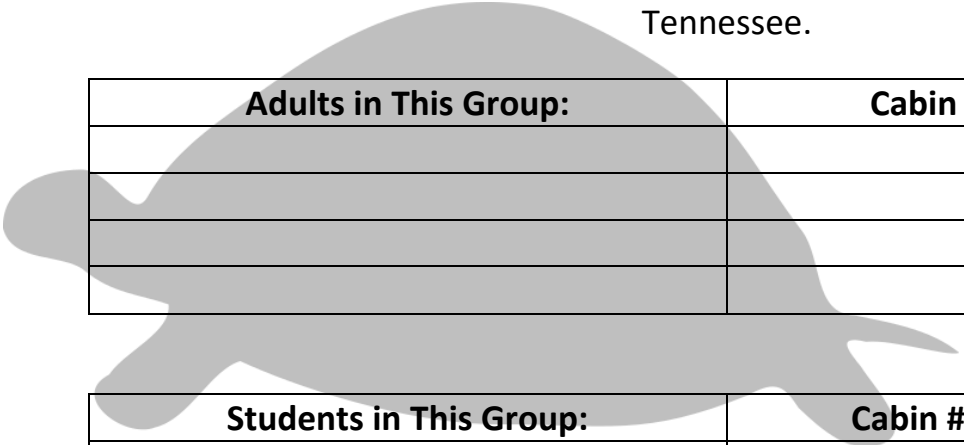 Tennessee.
Adults in This Group: Cabin
Students in This Group: Cabin #